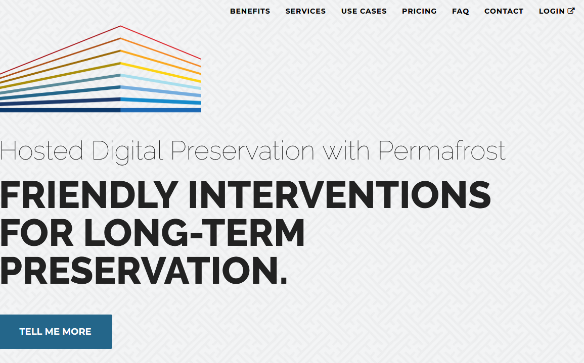 BENEFITS SERVICES USE CASES PRICING FAQ CONTACT LOGIN
Hosted Digital Preservation with Permafrost
FRIENDLY INTERVENTIONS
FOR LONG-TERM
PRESERVATION.
TELL ME MORE